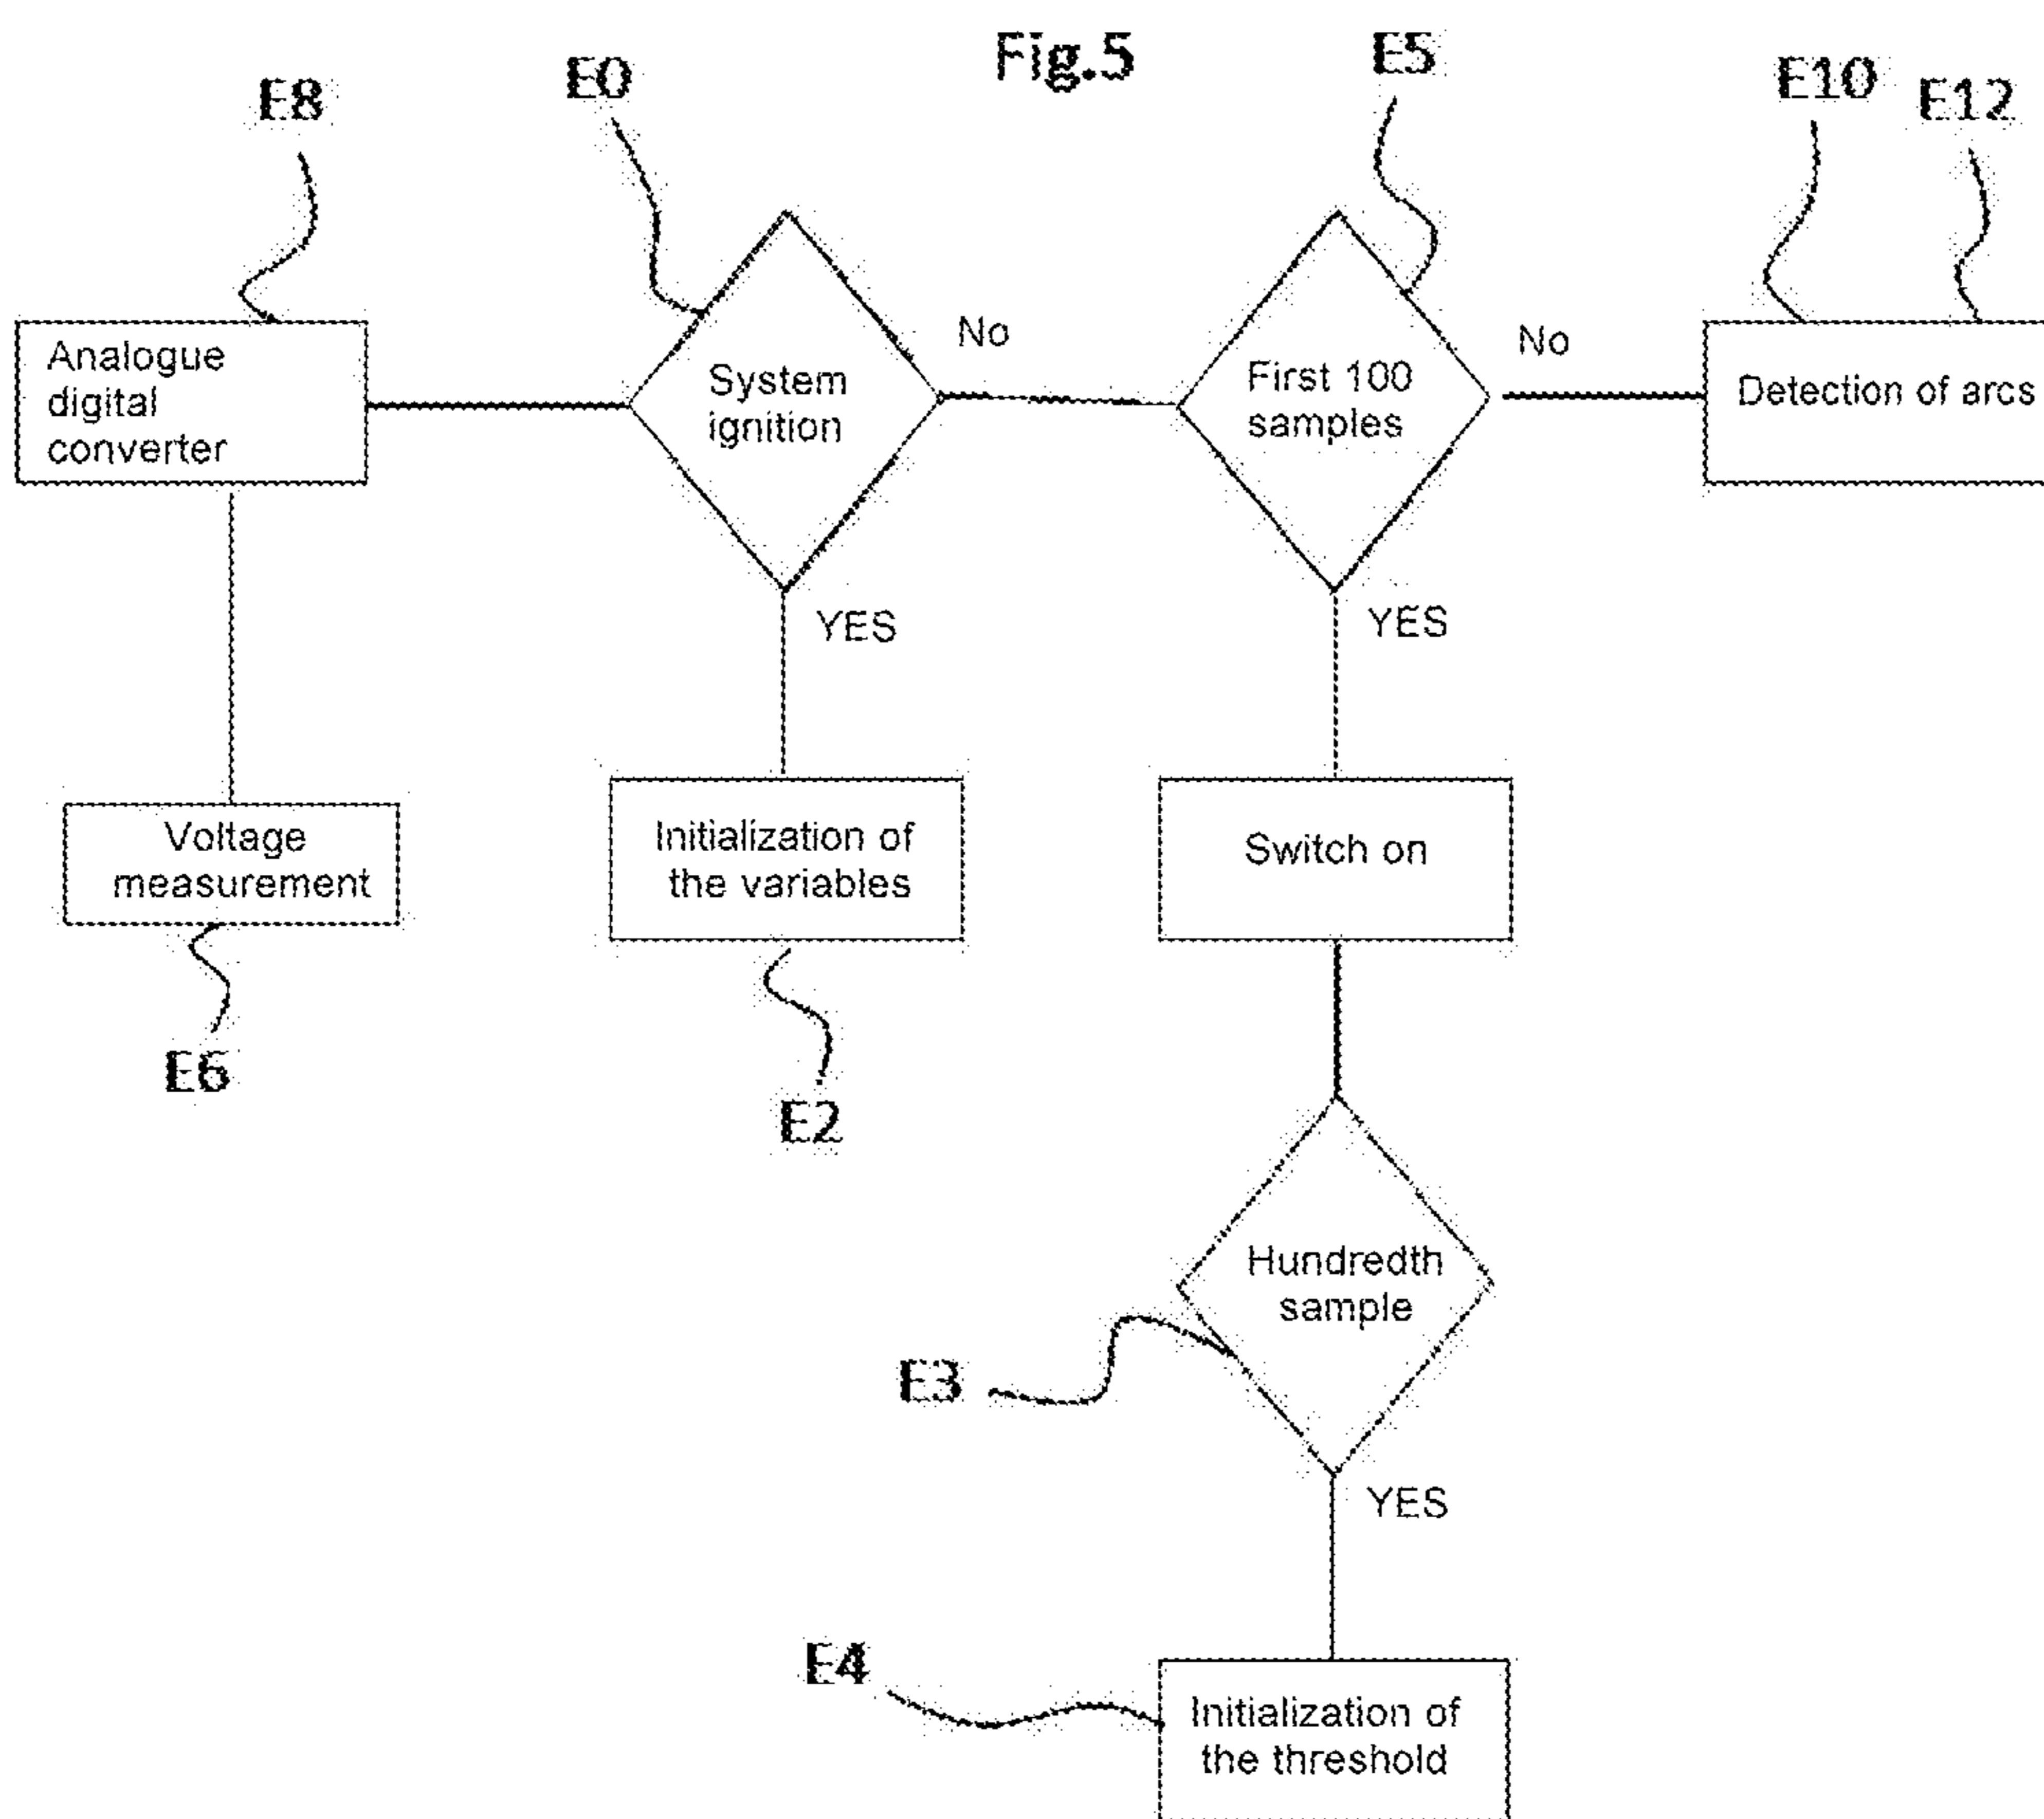 Fig.5
E8
E0
E5
E10
E12
Analogue
digital
converter
System
ignition
No
First 100
samples
No
Detection of arcs
YES
YES
Voltage
measurement
Initialization of
the variables
Switch on
E6
E2
Hundredth
sample
E3
YES
E4
Initialization of
the threshold